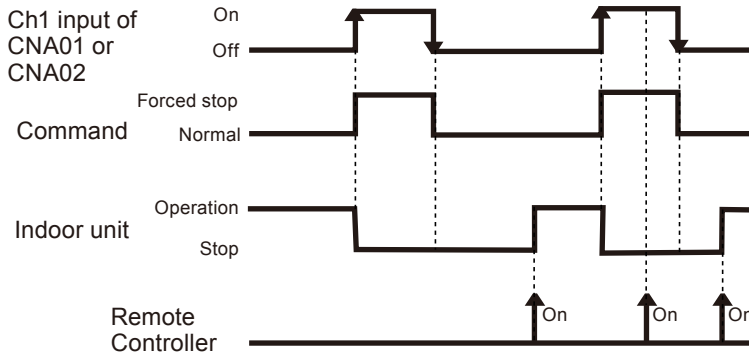 Ch1 input of
CNA01 or
CNA02
On
Off
Command
Forced stop
Normal
Indoor unit
Operation
Stop
Remote
Controller
On
On
On